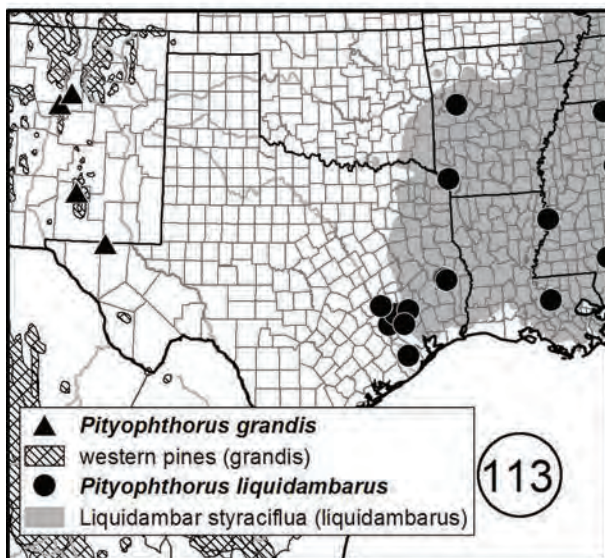 Pityophthorus grandis
western pines (grandis)
Pityophthorus liquidambarus
Liquidambar styraciflua (liquidambarus)
113